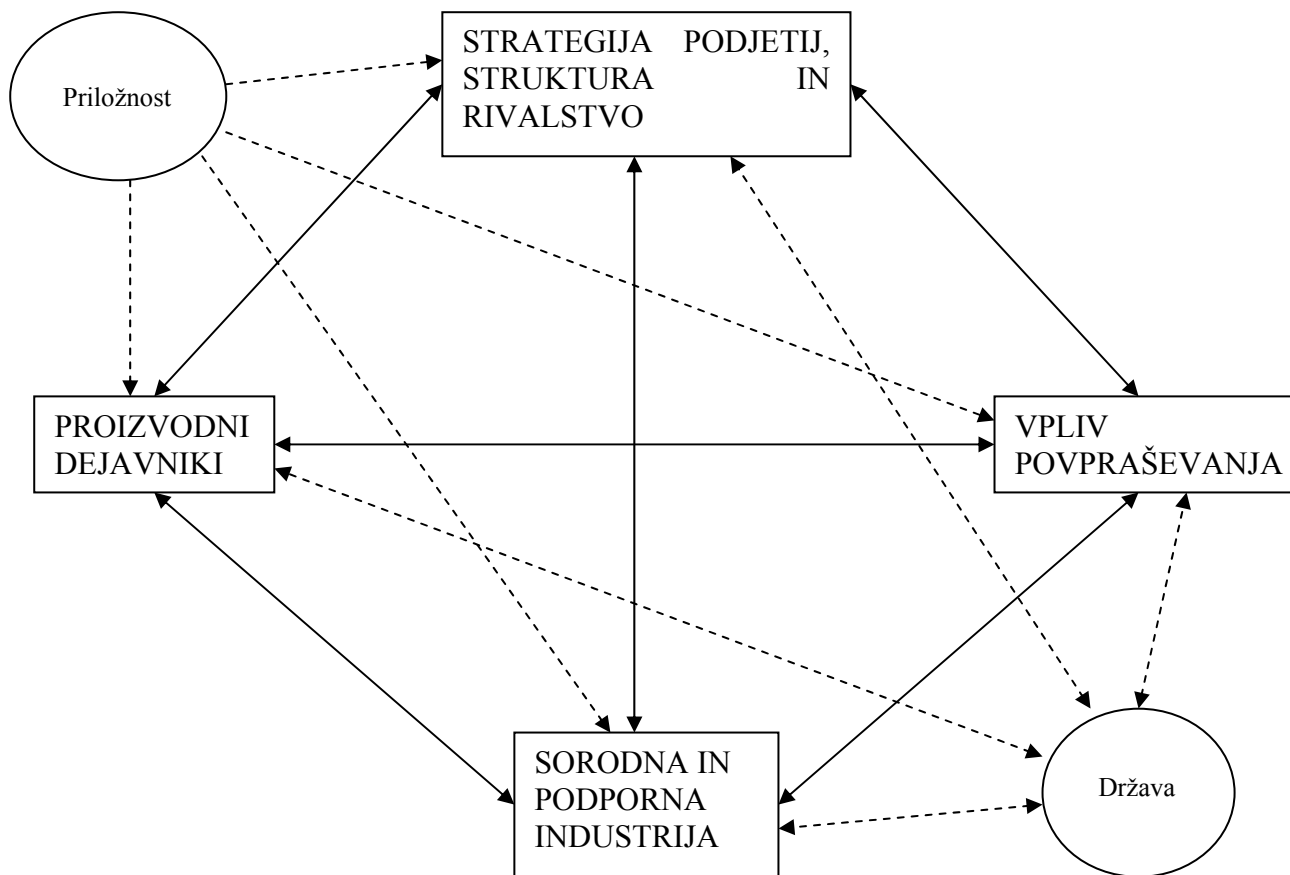 STRATEGIJA PODJETIJ,
STRUKTURA IN
RIVALSTVO
Priložnost
PROIZVODNI
DEJAVNIKI
VPLIV
POVPRAŠEVANJA
SORODNA IN
PODPORNA
INDUSTRIJA
Država